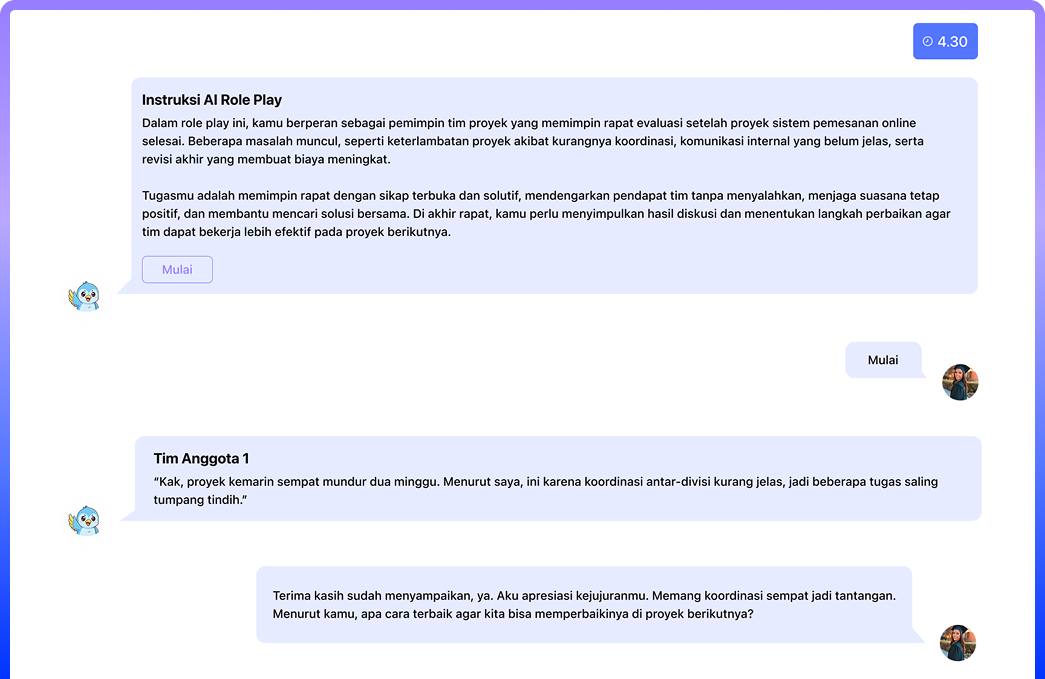 4.30
Instruksi AI Role Play
Dalam role play ini, kamu berperan sebagai pemimpin tim proyek yang memimpin rapat evaluasi setelah proyek sistem pemesanan online
selesai. Beberapa masalah muncul, seperti keterlambatan proyek akibat kurangnya koordinasi, komunikasi internal yang belum jelas, serta
revisi akhir yang membuat biaya meningkat.
Tugasmu adalah memimpin rapat dengan sikap terbuka dan solutif, mendengarkan pendapat tim tanpa menyalahkan, menjaga suasana tetap
positif, dan membantu mencari solusi bersama. Di akhir rapat, kamu perlu menyimpulkan hasil diskusi dan menentukan langkah perbaikan agar
tim dapat bekerja lebih efektif pada proyek berikutnya.
Mulai
Mulai
Tim Anggota 1
“Kak, proyek kemarin sempat mundur dua minggu. Menurut saya, ini karena koordinasi antar-divisi kurang jelas, jadi beberapa tugas saling
tumpang tindih.”
Terima kasih sudah menyampaikan, ya. Aku apresiasi kejujuranmu. Memang koordinasi sempat jadi tantangan.
Menurut kamu, apa cara terbaik agar kita bisa memperbaikinya di proyek berikutnya?